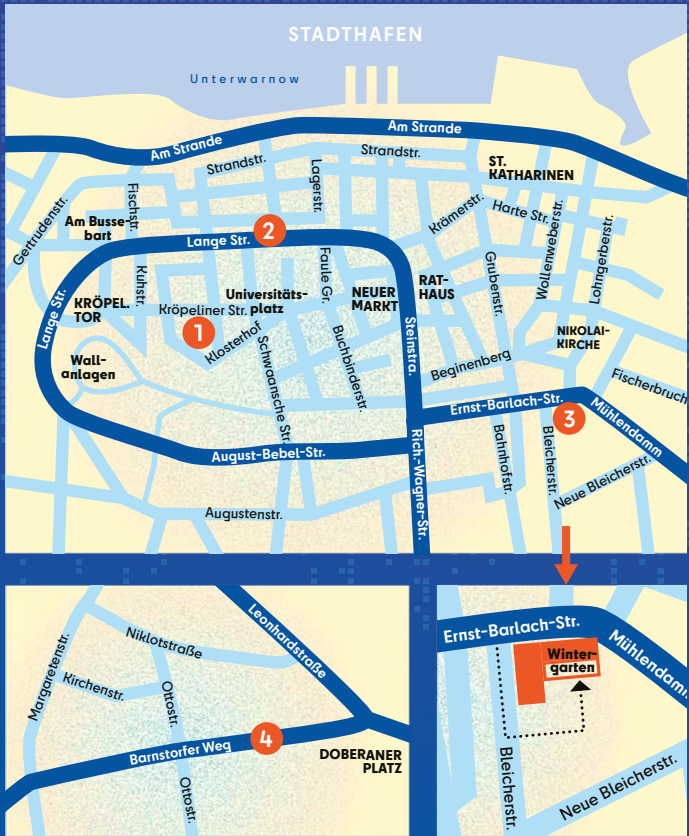 STADTHAFEN
Unterwarnow
Am Strande
Am Strande
Strandstr.
Strandstr.
Lagerstr.
ST.
KATHARINEN
Fischstr.
Gertrudenstr.
Krämerstr.
Harte Str.
Wollenweberstr.
Lohngerberstr.
Am Busse-
bart
Lange Str.
2
Kuhstr.
Faule Gr.
Grubenstr.
Lange Str.
KRÖPEL.
TOR
Universitäts-
platz
Kröpeliner Str.
NEUER
MARKT
RAT-
HAUS
Steinstra.
1
Klosterhof
Schwaansche Str.
Buchbinderstr.
NIKOLAI-
KIRCHE
Wall-
anlagen
Beginenberg
Fischerbruch
Ernst-Barlach-Str.
3
Mühlendamm
August-Bebel-Str.
Rich.-Wagner-Str.
Bahnhofstr.
Bleicherstr.
Neue Bleicherstr.
Augustenstr.
Leonhardstraße
Niklotstraße
Margaretenstr.
Kirchenstr.
Ottostr.
Barnstorfer Weg
4
DOBERANER
PLATZ
Ottostr.
Ernst-Barlach-Str.
Mühlendamm
Winter-
garten
Bleicherstr.
Neue Bleicherstr.